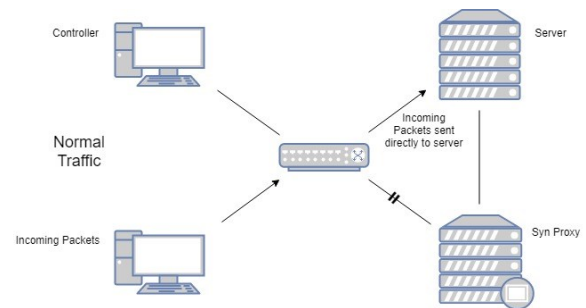 Controller
Server
Incoming
Packets sent
directly to server
Normal
Traffic
Incoming Packets
Syn Proxy